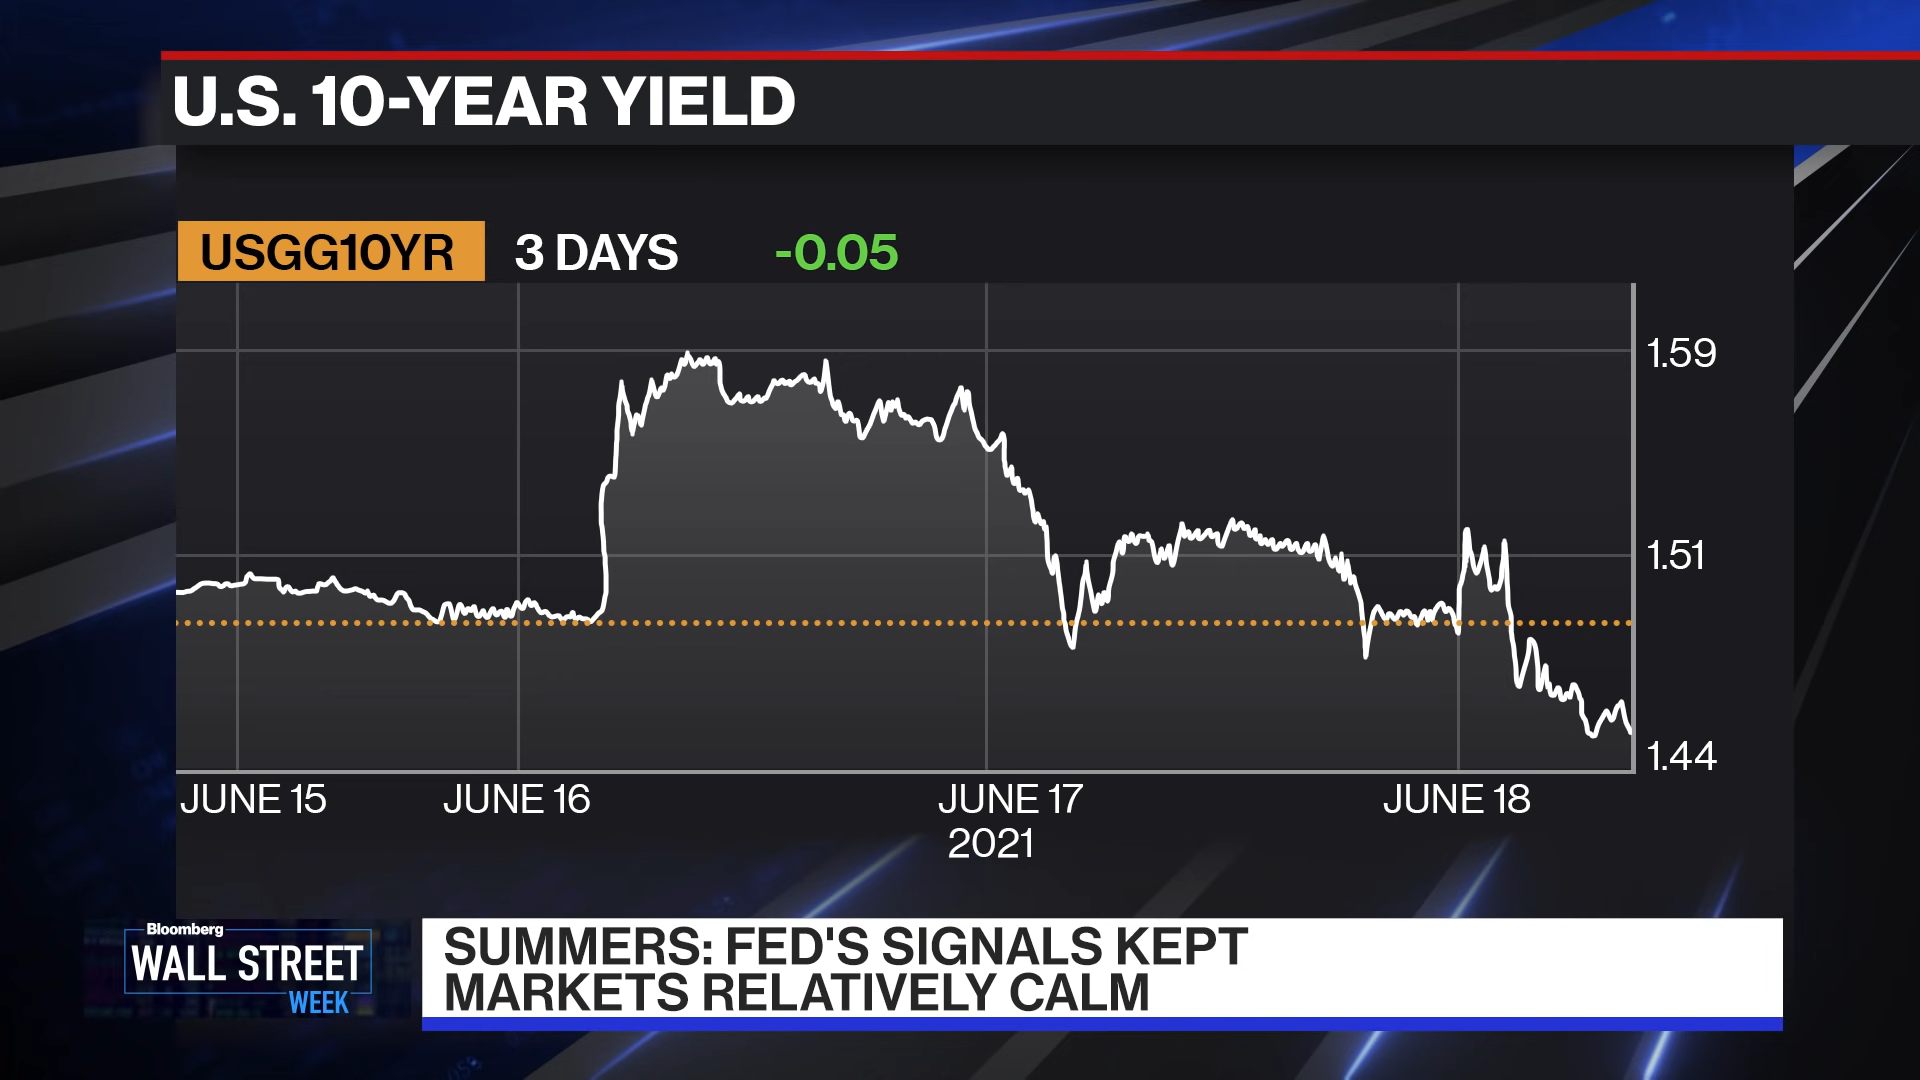 U.S. 10-YEAR YIELD
USGG10YR 3 DAYS -0.05
1.59
1.51
1.44
JUNE 15 JUNE 16 JUNE 17 JUNE 18
2021
Bloomberg
WALL STREET
WEEK
SUMMERS: FED'S SIGNALS KEPT
MARKETS RELATIVELY CALM